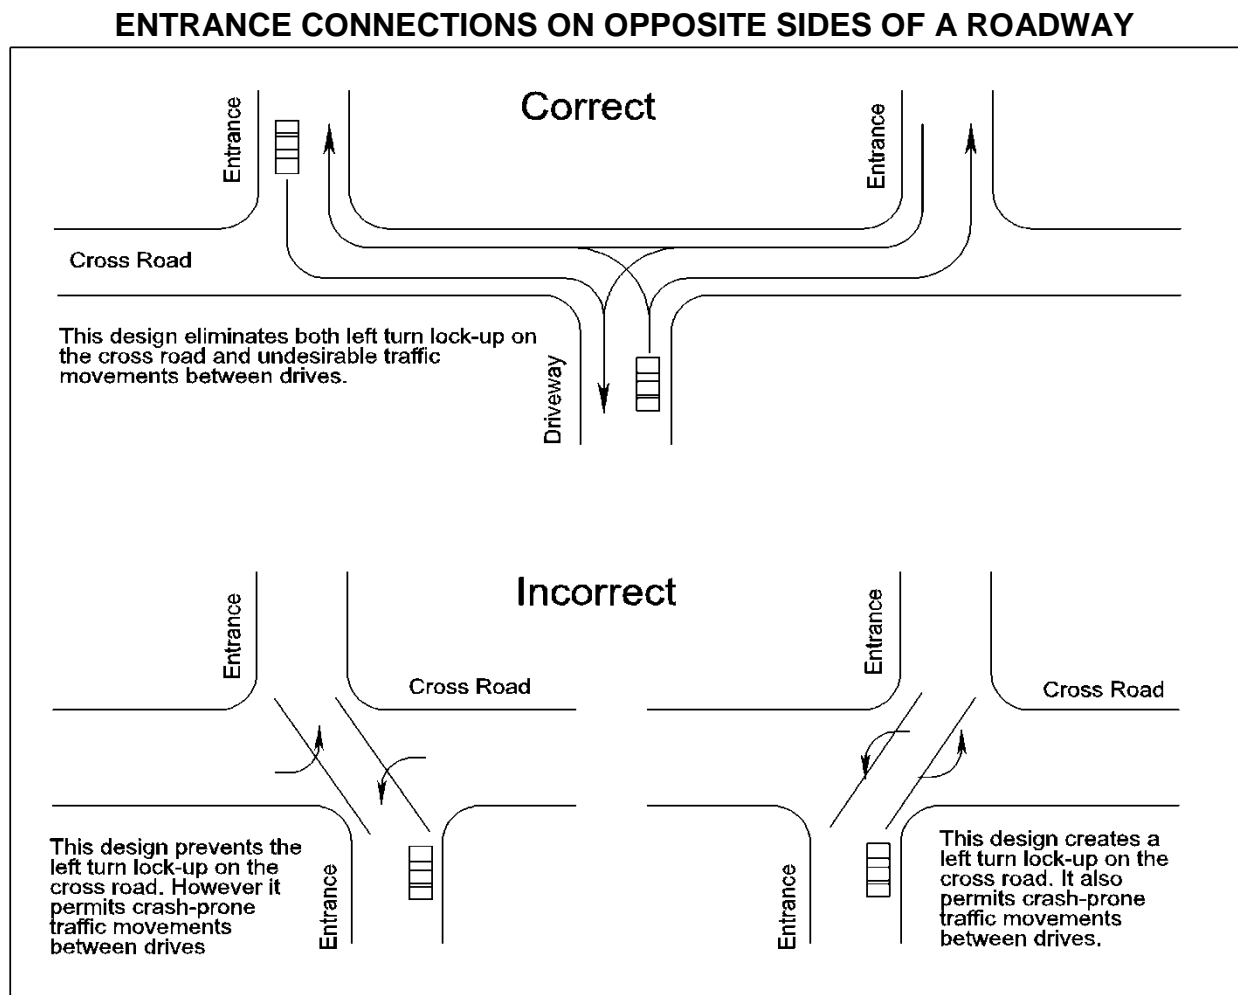 ENTRANCE CONNECTIONS ON OPPOSITE SIDES OF A ROADWAY
Correct
Entrance
Entrance
Cross Road
This design eliminates both left turn lock-up on
the cross road and undesirable traffic
movements between drives.
Driveway
Incorrect
Entrance
Entrance
Cross Road
Cross Road
This design prevents the
left turn lock-up on the
cross road. However it
permits crash-prone
traffic movements
between drives
Entrance
Entrance
This design creates a
left turn lock-up on the
cross road. It also
permits crash-prone
traffic movements
between drives.